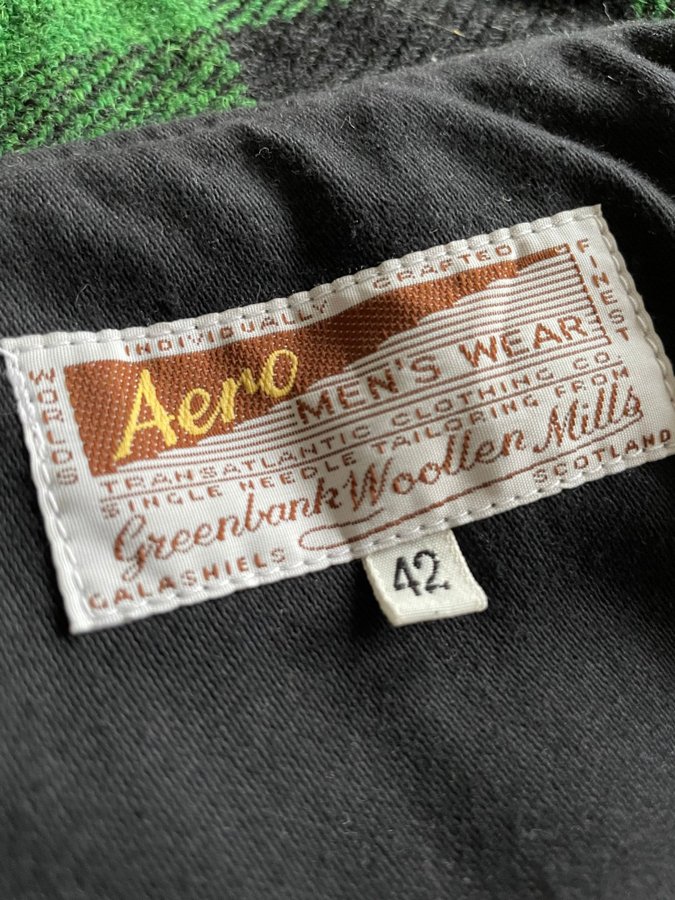 INDIVIDUALLY CRAFTED
WORLDS
FINEST
Aero
MEN'S WEAR
TRANSATLANTIC CLOTHING CO.
SINGLE NEEDLE TAILORING FROM
Greenbank Woollen Mills
GALASHIELS
SCOTLAND
42